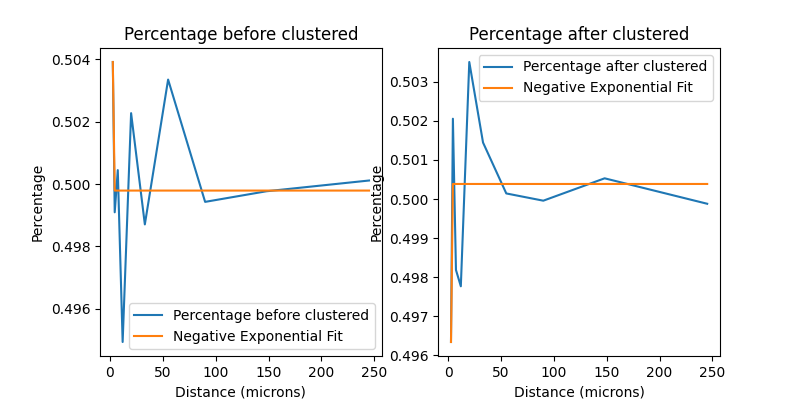 Percentage before clustered
0.504
0.502
0.500
0.498
0.496
Percentage
0
50
100
150
200
250
Distance (microns)
Percentage before clustered
Negative Exponential Fit
Percentage after clustered
0.503
0.502
0.501
0.500
0.499
0.498
0.497
0.496
Percentage
0
50
100
150
200
250
Distance (microns)
Percentage after clustered
Negative Exponential Fit